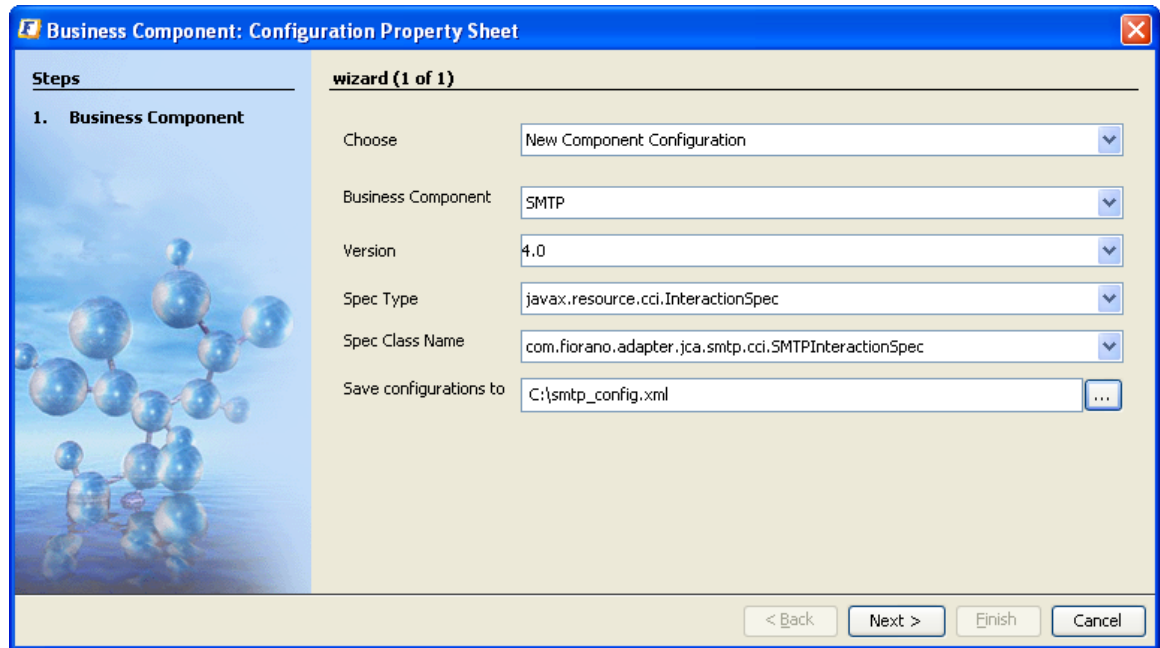 Business Component: Configuration Property Sheet
Steps
1. Business Component
wizard (1 of 1)
Choose
New Component Configuration
Business Component
SMTP
Version
4.0
Spec Type
javax.resource.cci.InteractionSpec
Spec Class Name
com.fiorano.adapter.jca.smtp.cci.SMTPInteractionSpec
Save configurations to
C:\smtp_config.xml
...
< Back
Next >
Finish
Cancel